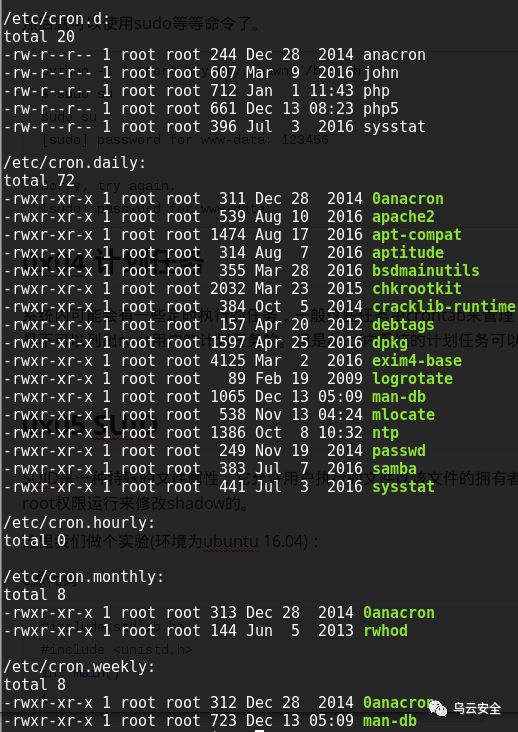 /etc/cron.d:
total 20
-rw-r--r-- 1 root root 244 Dec 28  2014 anacron
-rw-r--r-- 1 root root 607 Mar  9  2016 john
-rw-r--r-- 1 root root 712 Jan  1 11:43 php
-rw-r--r-- 1 root root 661 Dec 13 08:23 php5
-rw-r--r-- 1 root root 396 Jul  3  2016 sysstat
/etc/cron.daily:
total 72
-rwxr-xr-x 1 root root  311 Dec 28  2014 0anacron
-rwxr-xr-x 1 root root  539 Aug 10  2016 apache2
-rwxr-xr-x 1 root root 1474 Aug 17  2016 apt-compat
-rwxr-xr-x 1 root root  314 Aug  7  2016 aptitude
-rwxr-xr-x 1 root root  355 Mar 28  2016 bsdmainutils
-rwxr-xr-x 1 root root 2032 Mar 23  2015 chkrootkit
-rwxr-xr-x 1 root root  384 Oct  5  2014 cracklib-runtime
-rwxr-xr-x 1 root root  157 Jan 20  2012 debtags
-rwxr-xr-x 1 root root 1597 Apr 25  2016 dpkg
-rwxr-xr-x 1 root root 4125 Mar  2  2016 exim4-base
-rwxr-xr-x 1 root root   89 Feb 19  2009 logrotate
-rwxr-xr-x 1 root root 1065 Dec 13 05:09 man-db
-rwxr-xr-x 1 root root  538 Nov 13 04:24 mlocate
-rwxr-xr-x 1 root root 1386 Oct  8 10:32 ntp
-rwxr-xr-x 1 root root  249 Nov 19  2014 passwd
-rwxr-xr-x 1 root root  383 Jul  7  2016 samba
-rwxr-xr-x 1 root root  441 Jul  3  2016 sysstat
/etc/cron.hourly:
total 0
/etc/cron.monthly:
total 8
-rwxr-xr-x 1 root root 313 Dec 28  2014 0anacron
-rwxr-xr-x 1 root root 144 Jun  5  2013 rwhod
/etc/cron.weekly:
total 8
-rwxr-xr-x 1 root root 312 Dec 28  2014 0anacron
-rwxr-xr-x 1 root root 723 Dec 13 05:09 man-db
乌云安全